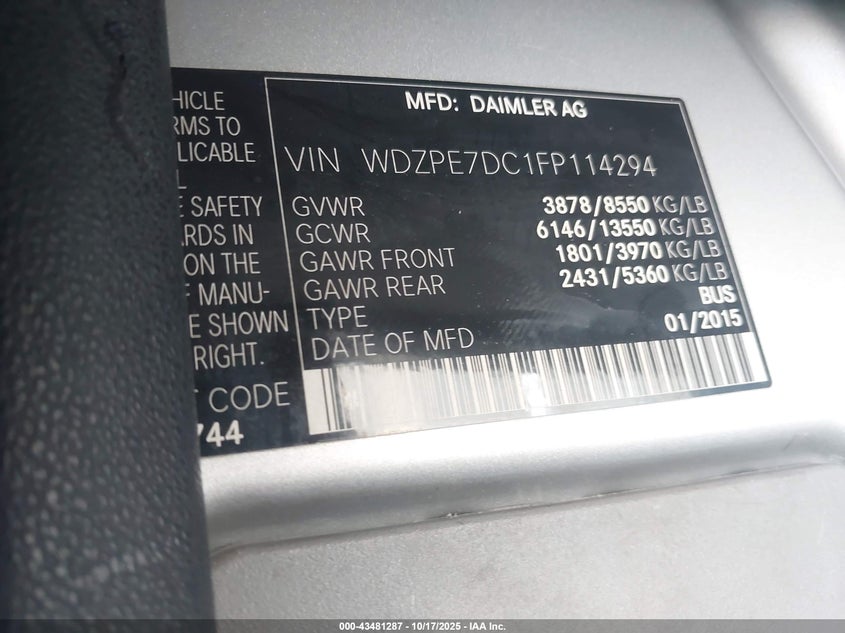 HICLE
RMS TO
PLICABLE
L
E SAFETY
ARDS IN
ON THE
F MANU-
E SHOWN
RIGHT.
T CODE
744
MFD: DAIMLER AG
VIN WDZPE7DC1FP114294
GVWR 3878/8550 KG/LB
GCWR 6146/13550 KG/LB
GAWR FRONT 1801/3970 KG/LB
GAWR REAR 2431/5360 KG/LB
TYPE BUS
DATE OF MFD 01/2015
000-43481287 - 10/17/2025 - IAA Inc.